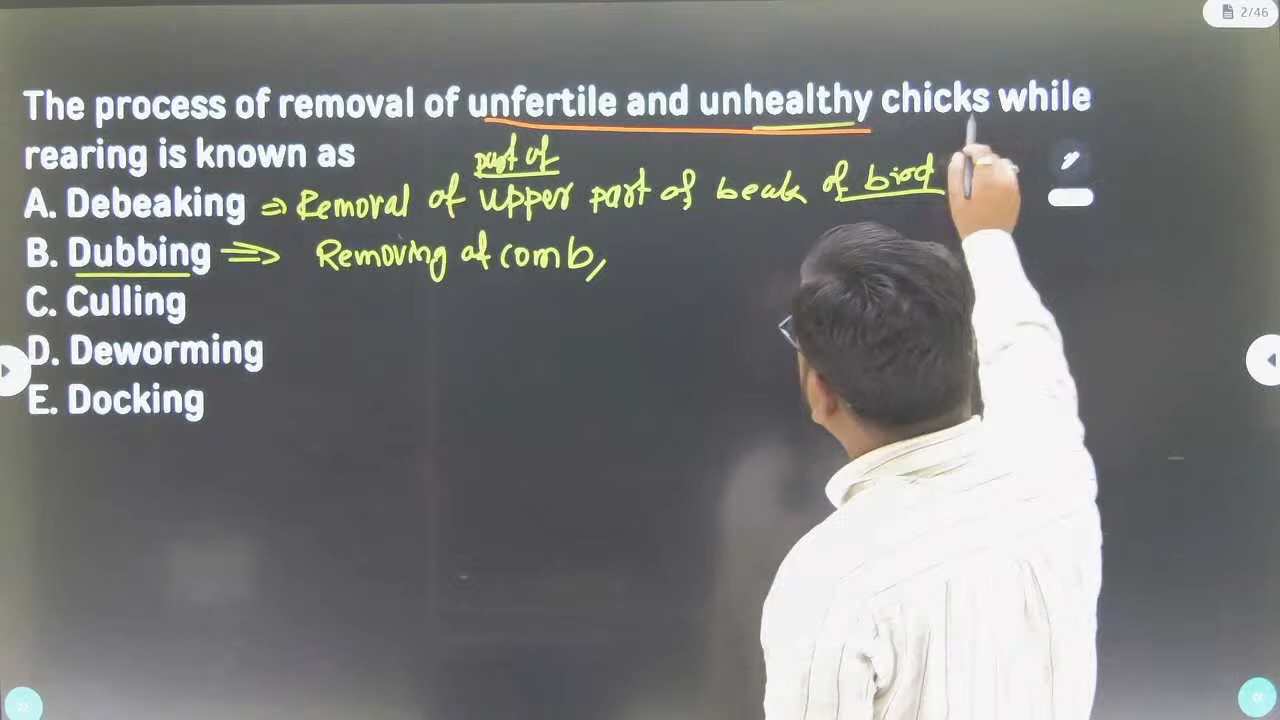 2/46
The process of removal of unfertile and unhealthy chicks while
rearing is known as
part of
A. Debeaking ⇒ Removal of upper part of beak of bird
B. Dubbing ⇒ Removing of comb,
C. Culling
D. Deworming
E. Docking